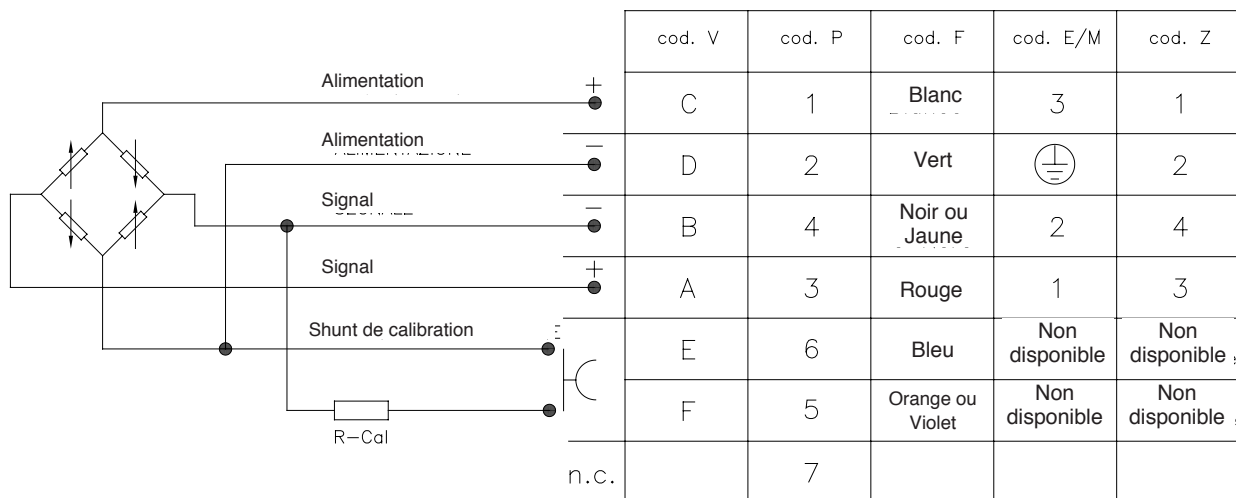 cod. V cod. P cod. F cod. E/M cod. Z
Alimentation + C 1 Blanc 3 1
Alimentation − D 2 Vert 2
Signal − B 4 Noir ou Jaune 2 4
Signal + A 3 Rouge 1 3
Shunt de calibration E 6 Bleu Non disponible Non disponible
R-Cal F 5 Orange ou Violet Non disponible Non disponible
n.c. 7